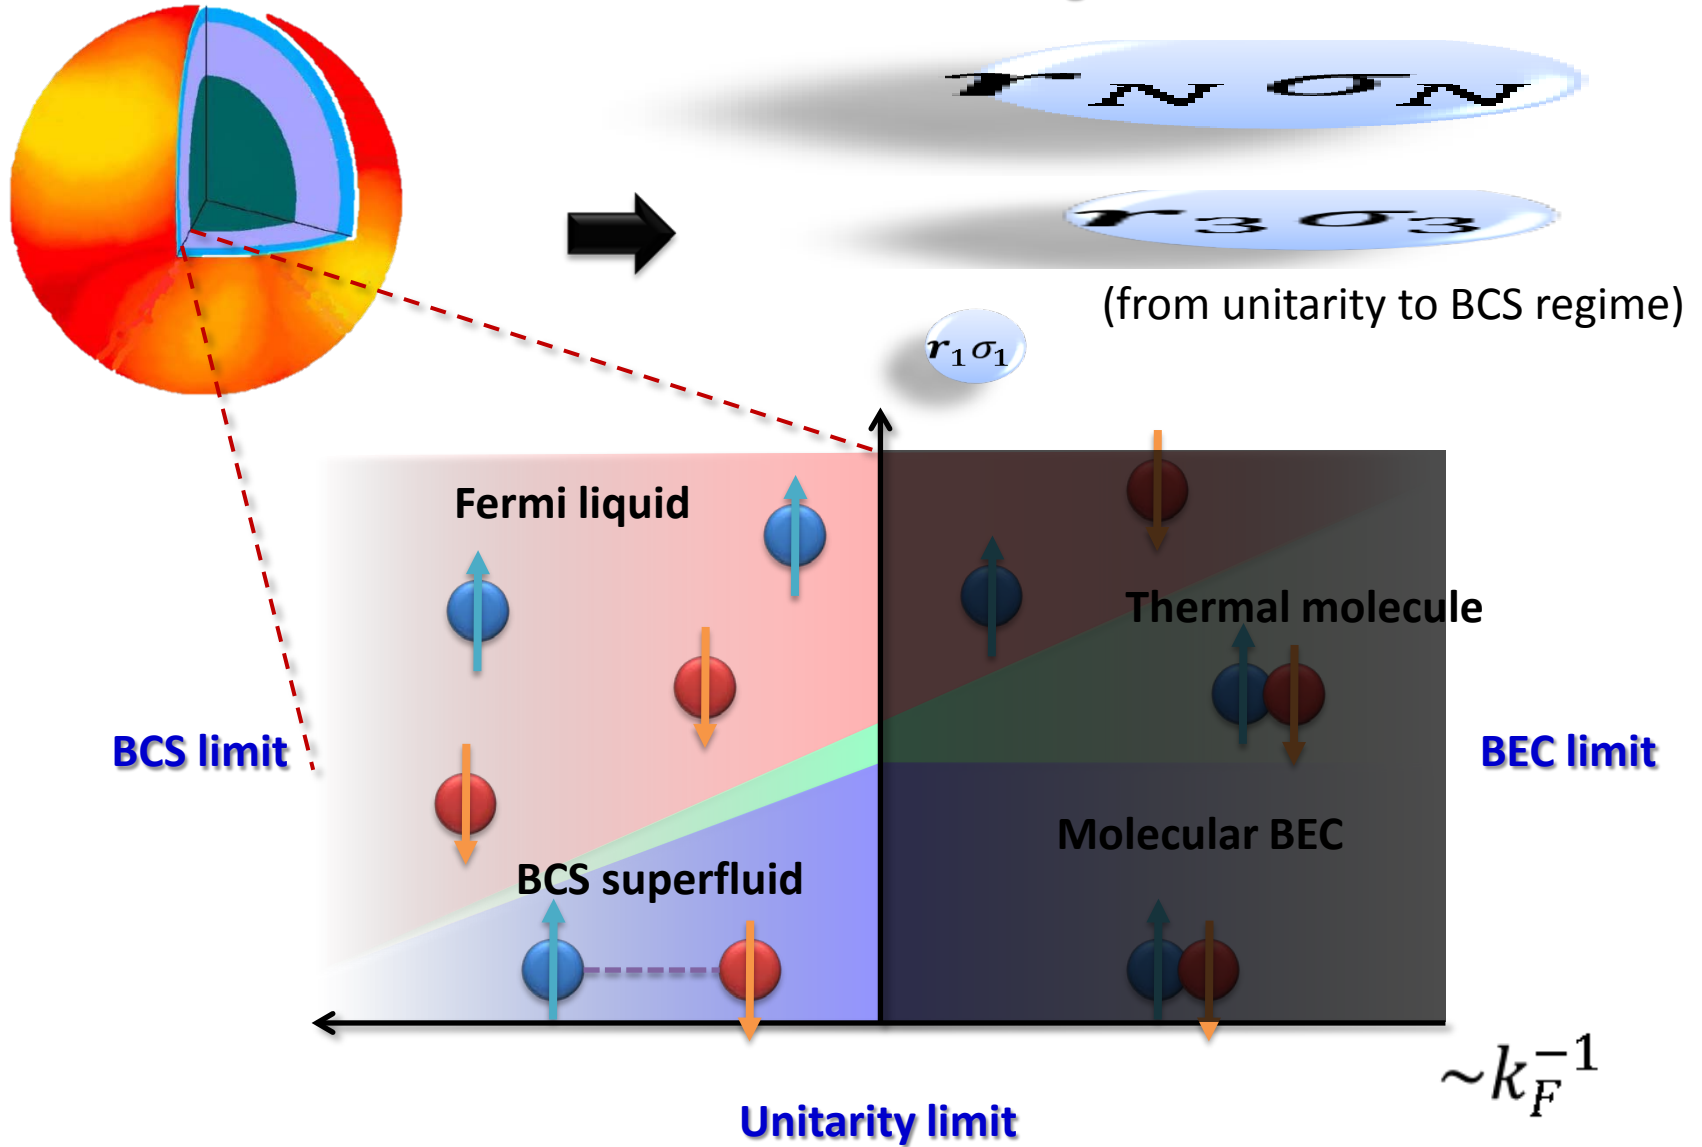 r_N σ_N
r_3 σ_3
(from unitarity to BCS regime)
r_1 σ_1
Fermi liquid
Thermal molecule
BCS limit
BEC limit
Molecular BEC
BCS superfluid
~k_F^{-1}
Unitarity limit